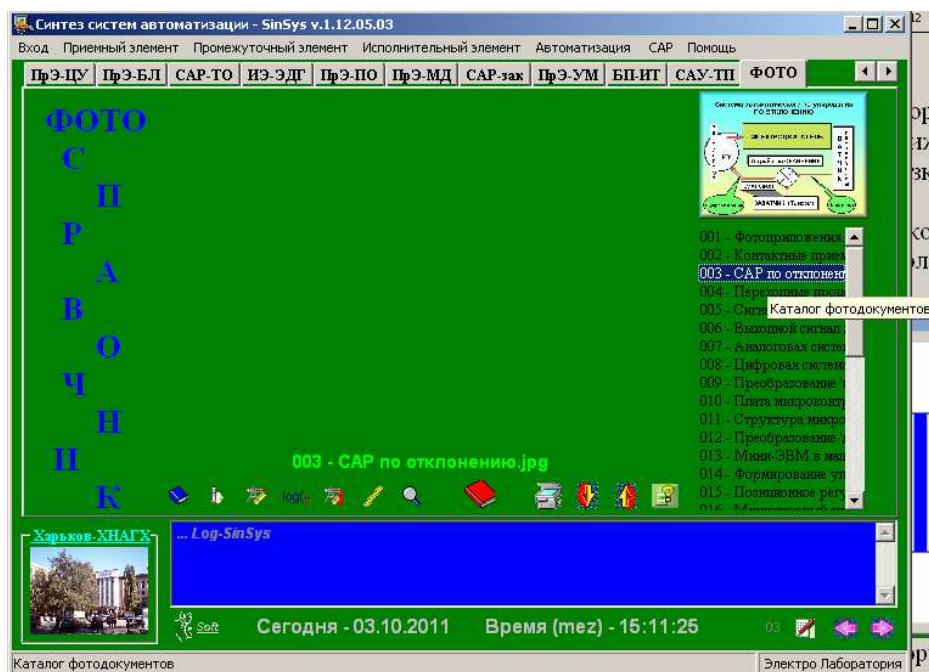 Синтез систем автоматизации - SinSys v.1.12.05.03
Вход Приемный элемент Промежуточный элемент Исполнительный элемент Автоматизация САР Помощь
ПрЭ-ЦУ ПрЭ-БЛ САР-ТО ИЭ-ЭДГ ПрЭ-ПО ПрЭ-МД САР-зак ПрЭ-УМ БП-ИТ САУ-ТП ФОТО
ФОТО
С
П
Р
А
В
О
Ч
Н
И
К
ПО ОТКЛОНЕНИЮ
001 - Фотоприложения
002 - Контактные прием
003 - САР по отклонен
004 - Переходные проц
005 - Сигн
Каталог фотодокументов
006 - Выходной сигнал
007 - Аналоговая систе
008 - Цифровая система
009 - Преобразование
010 - Плата микроконт
011 - Структура микро
012 - Преобразование
013 - Мини-ЭВМ в
014 - Формирование уп
015 - Позиционное рег
016 -
003 - САР по отклонению.jpg
Харьков-ХНАГХ
... Log-SinSys
Soft
Сегодня - 03.10.2011 Время (mez) - 15:11:25 03
Каталог фотодокументов Электро Лаборатория